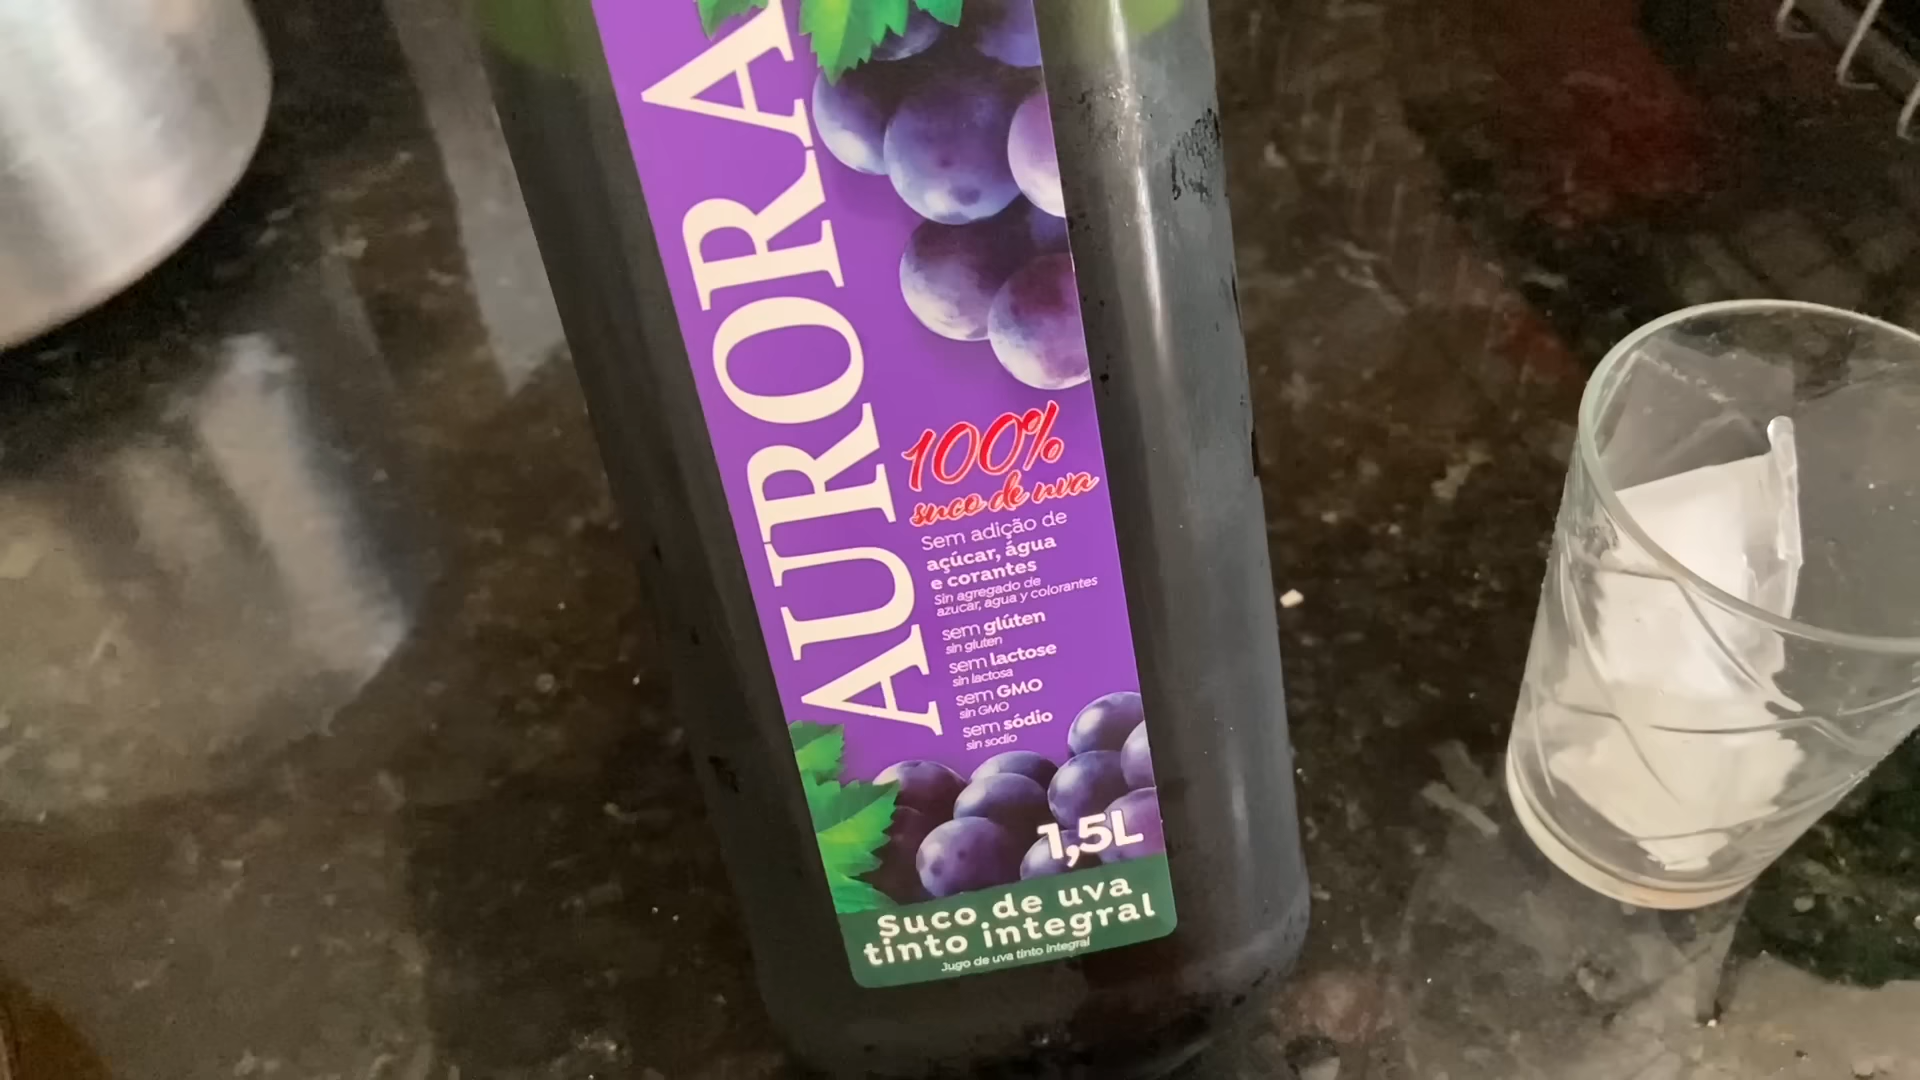 AURORA
100%
suco de uva
Sem adição de
açúcar, água
e corantes
Sin agregado de
azucar, agua y colorantes
sem glúten
sin gluten
sem lactose
sin lactosa
sem GMO
sin GMO
sem sódio
sin sodio
1,5L
Suco de uva
tinto integral
Jugo de uva tinto integral